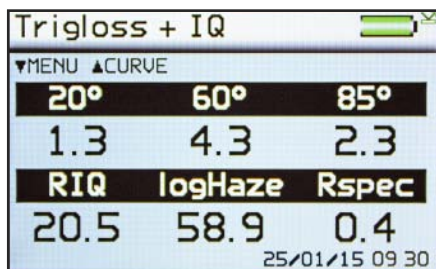 Trigloss + IQ
▼MENU ▲CURVE
20° 60° 85°
1.3 4.3 2.3
RIQ logHaze Rspec
20.5 58.9 0.4
25/01/15 09 30